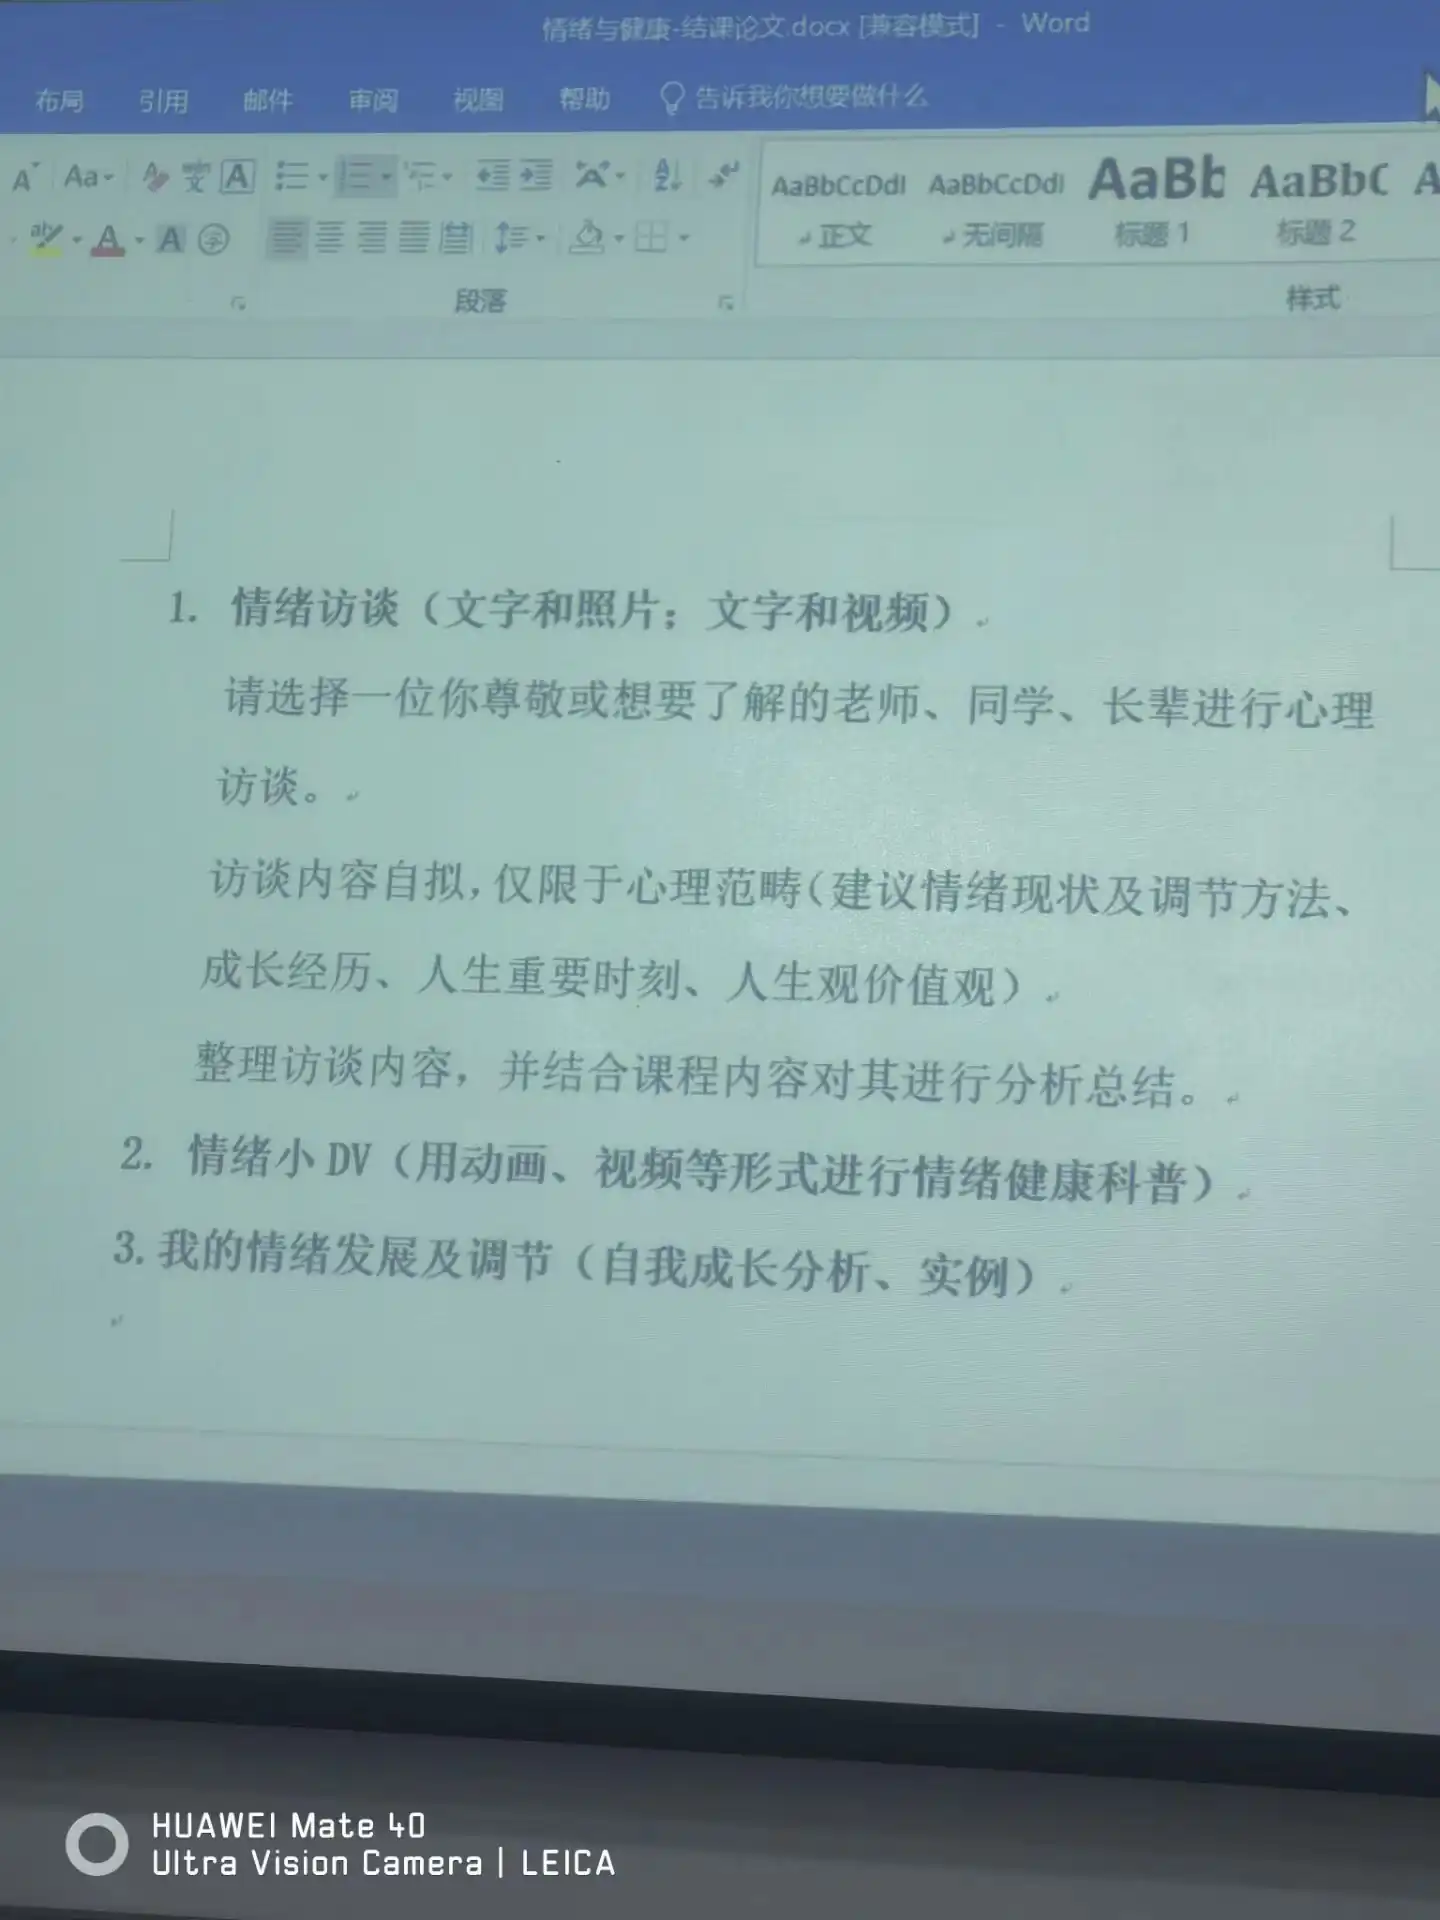 情绪与健康-结课论文.docx [兼容模式] - Word
布局 引用 邮件 审阅 视图 帮助 告诉我你想要做什么
AaBbCcDdI AaBbCcDdI AaBb AaBbC
正文 无间隔 标题 1 标题 2
段落 样式
1. 情绪访谈（文字和照片；文字和视频）
请选择一位你尊敬或想要了解的老师、同学、长辈进行心理
访谈。
访谈内容自拟，仅限于心理范畴（建议情绪现状及调节方法、
成长经历、人生重要时刻、人生观价值观）
整理访谈内容，并结合课程内容对其进行分析总结。
2. 情绪小 DV（用动画、视频等形式进行情绪健康科普）
3. 我的情绪发展及调节（自我成长分析、实例）
HUAWEI Mate 40
Ultra Vision Camera | LEICA